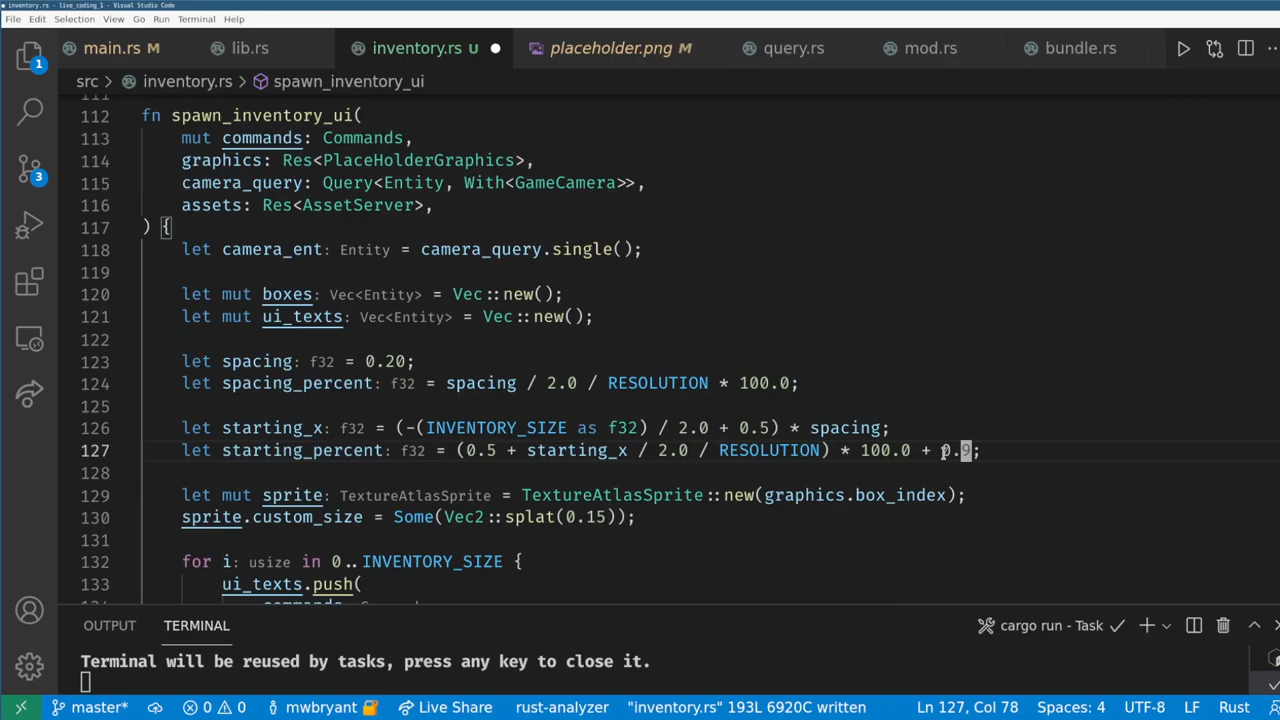 inventory.rs - live_coding_1 - Visual Studio Code
File Edit Selection View Go Run Terminal Help
main.rs M lib.rs inventory.rs U placeholder.png M query.rs mod.rs bundle.rs
src > inventory.rs > spawn_inventory_ui
111
112 fn spawn_inventory_ui(
113 mut commands: Commands,
114 graphics: Res<PlaceHolderGraphics>,
115 camera_query: Query<Entity, With<GameCamera>>,
116 assets: Res<AssetServer>,
117 ) {
118 let camera_ent: Entity = camera_query.single();
119
120 let mut boxes: Vec<Entity> = Vec::new();
121 let mut ui_texts: Vec<Entity> = Vec::new();
122
123 let spacing: f32 = 0.20;
124 let spacing_percent: f32 = spacing / 2.0 / RESOLUTION * 100.0;
125
126 let starting_x: f32 = (-(INVENTORY_SIZE as f32) / 2.0 + 0.5) * spacing;
127 let starting_percent: f32 = (0.5 + starting_x / 2.0 / RESOLUTION) * 100.0 + 0.9;
128
129 let mut sprite: TextureAtlasSprite = TextureAtlasSprite::new(graphics.box_index);
130 sprite.custom_size = Some(Vec2::splat(0.15));
131
132 for i: usize in 0..INVENTORY_SIZE {
133 ui_texts.push(
OUTPUT TERMINAL cargo run - Task
Terminal will be reused by tasks, press any key to close it.
master* 0 0 mwbryant Live Share rust-analyzer "inventory.rs" 193L 6920C written Ln 127, Col 78 Spaces: 4 UTF-8 LF Rust